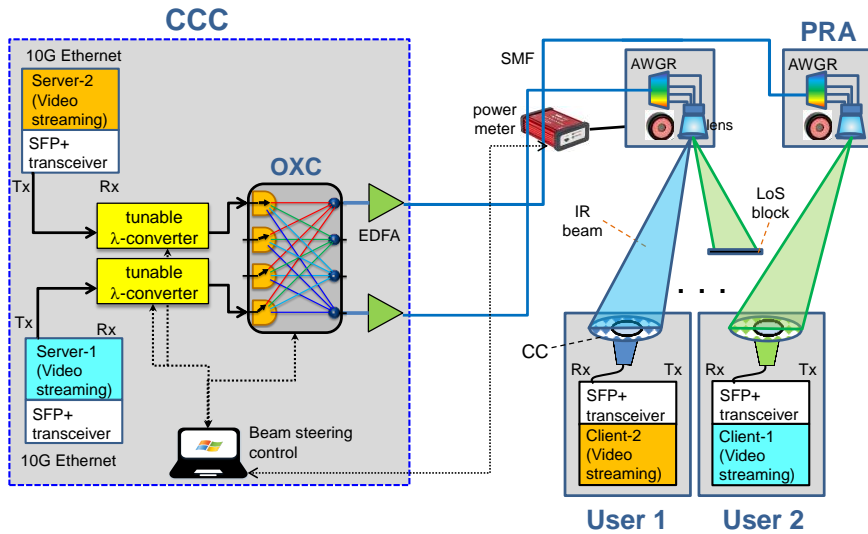 CCC
10G Ethernet
Server-2
(Video
streaming)
SFP+
transceiver
Tx
Rx
tunable
λ-converter
tunable
λ-converter
Tx
Rx
Server-1
(Video
streaming)
SFP+
transceiver
10G Ethernet
OXC
EDFA
Beam steering
control
SMF
power
meter
AWGR
lens
PRA
AWGR
IR
beam
LoS
block
. . .
CC
Rx
Tx
SFP+
transceiver
Client-2
(Video
streaming)
User 1
Rx
Tx
SFP+
transceiver
Client-1
(Video
streaming)
User 2